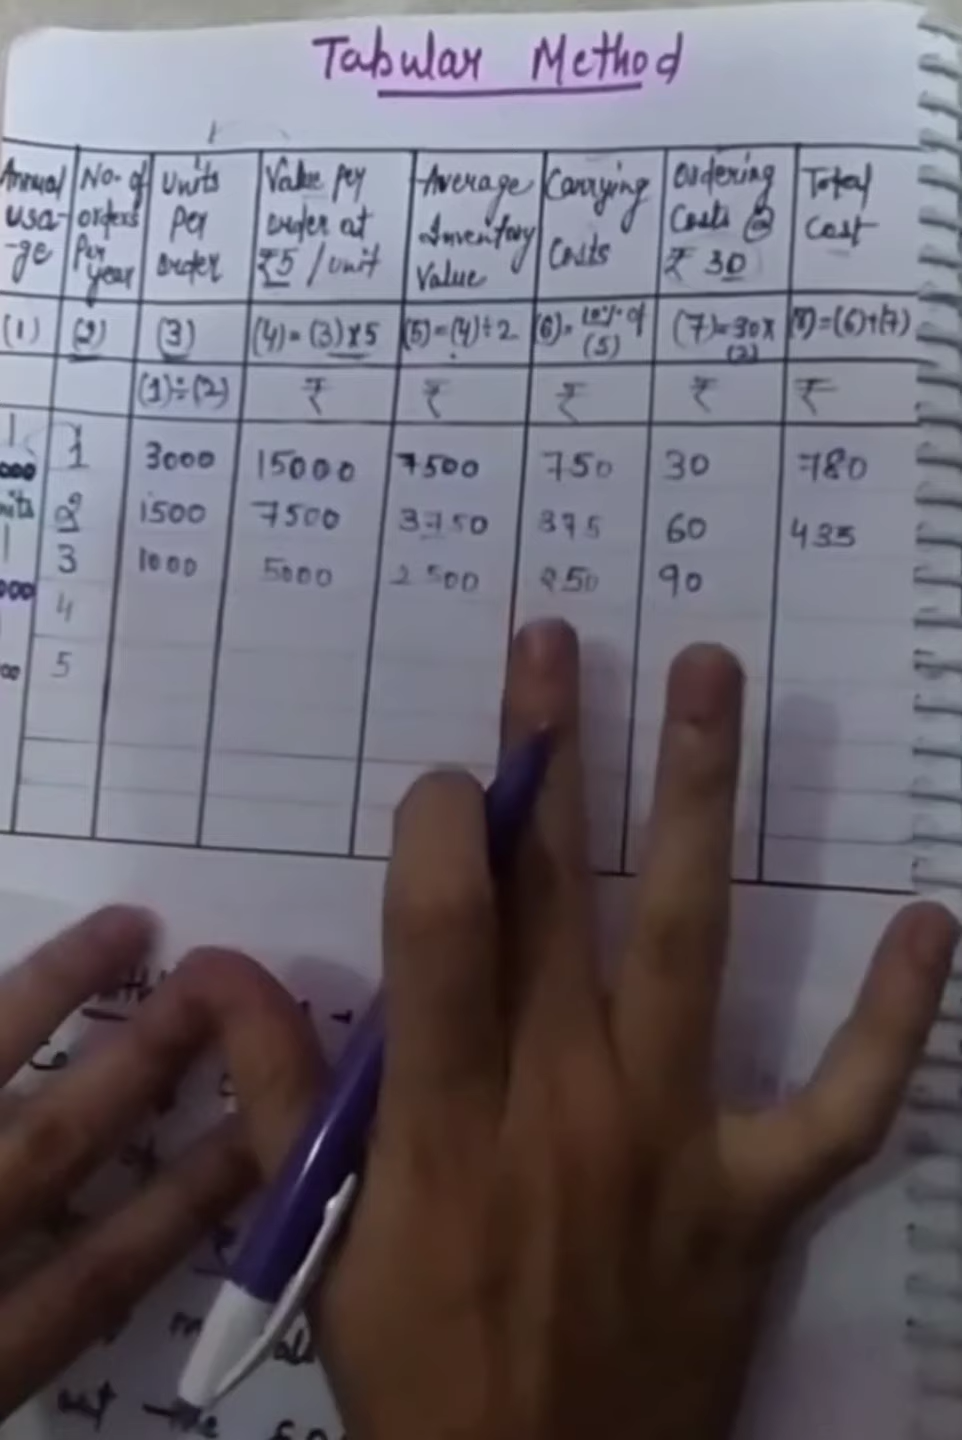 Tabular Method
Annual usa-ge
No. of orders Per year
Units Per order
Value per order at ₹5 / unit
Average Inventory Value
Carrying Costs
Ordering Costs @ ₹ 30
Total Cost
(1) (2) (3) (4) = (3) x 5 (5) = (4) ÷ 2 (6) = 10% of (5) (7) = 30 x (2) (8) = (6) + (7)
(1) ÷ (2) ₹ ₹ ₹ ₹ ₹
1 3000 15000 7500 750 30 780
2 1500 7500 3750 375 60 435
3 1000 5000 2500 250 90
4
5